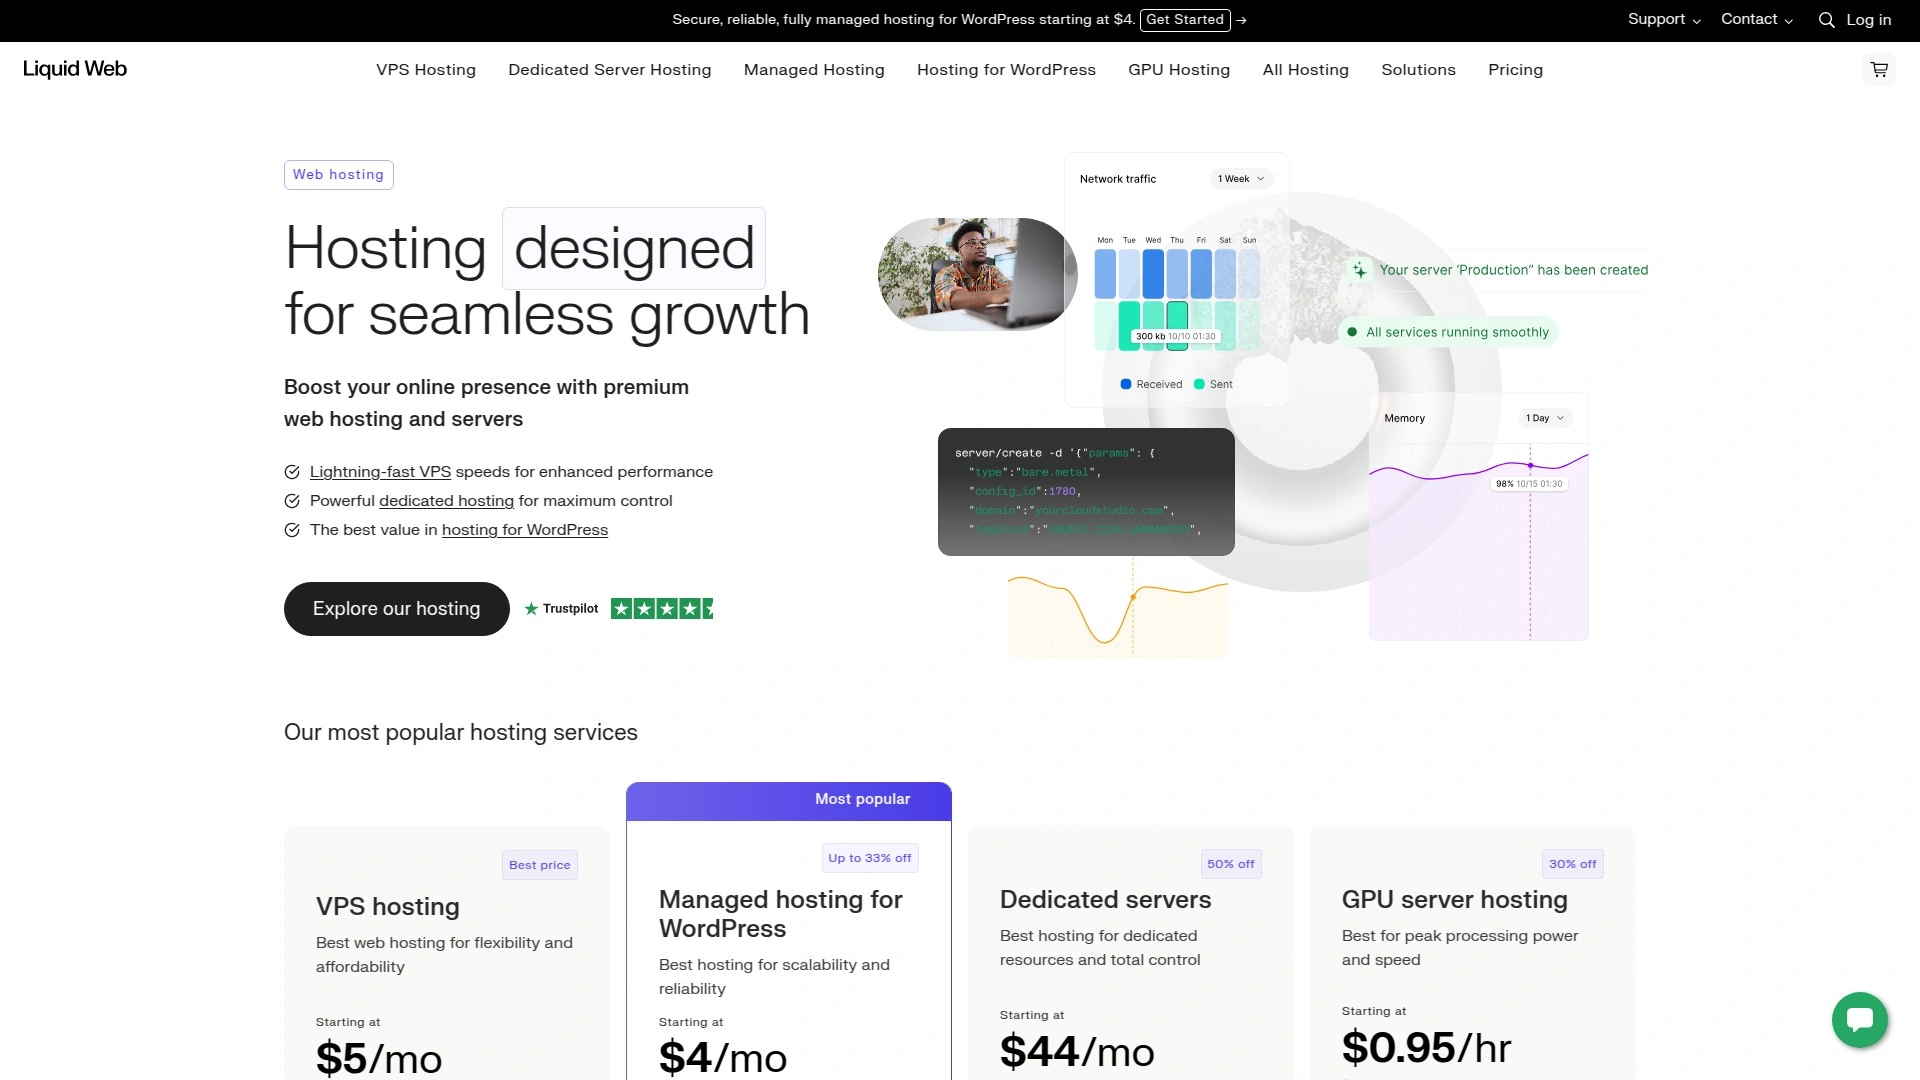 Secure, reliable, fully managed hosting for WordPress starting at $4. Get Started →
Support
Contact
Log in
Liquid Web
VPS Hosting
Dedicated Server Hosting
Managed Hosting
Hosting for WordPress
GPU Hosting
All Hosting
Solutions
Pricing
Web hosting
Hosting designed
for seamless growth
Boost your online presence with premium
web hosting and servers
Lightning-fast VPS speeds for enhanced performance
Powerful dedicated hosting for maximum control
The best value in hosting for WordPress
Explore our hosting
Trustpilot
Network traffic
1 Week
Mon Tue Wed Thu Fri Sat Sun
300 kb 10/10 01:30
Received Sent
Your server ‘Production” has been created
All services running smoothly
server/create -d '{"params": {
"type":"bare.metal",
"config_id":1780,
"domain":"yourcloudstudio.com",
Memory
1 Day
98% 10/15 01:30
Our most popular hosting services
Best price
VPS hosting
Best web hosting for flexibility and
affordability
Starting at
$5/mo
Most popular
Up to 33% off
Managed hosting for
WordPress
Best hosting for scalability and
reliability
Starting at
$4/mo
50% off
Dedicated servers
Best hosting for dedicated
resources and total control
Starting at
$44/mo
30% off
GPU server hosting
Best for peak processing power
and speed
Starting at
$0.95/hr